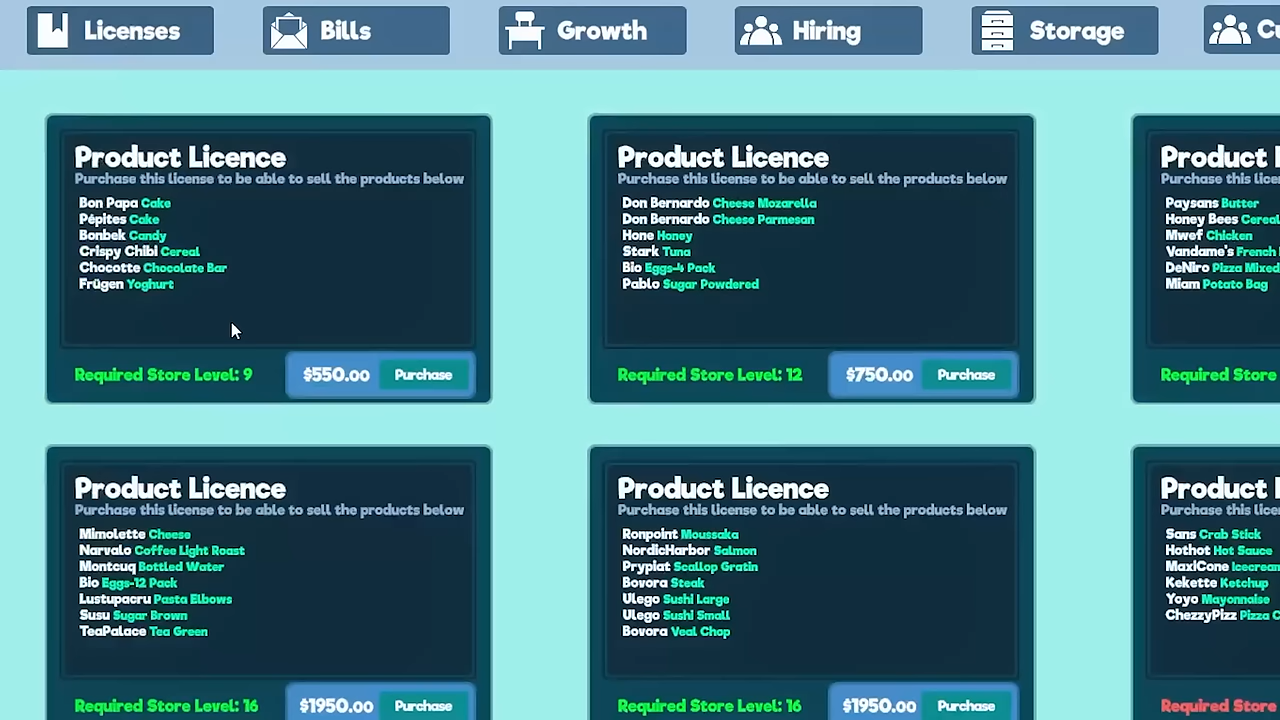 Licenses
Bills
Growth
Hiring
Storage
Product Licence
Purchase this license to be able to sell the products below
Bon Papa Cake
Pépites Cake
Bonbek Candy
Crispy Chibi Cereal
Chocotte Chocolate Bar
Frügen Yoghurt
Required Store Level: 9
$550.00 Purchase
Product Licence
Purchase this license to be able to sell the products below
Don Bernardo Cheese Mozarella
Don Bernardo Cheese Parmesan
Hone Honey
Stark Tuna
Bio Eggs-4 Pack
Pablo Sugar Powdered
Required Store Level: 12
$750.00 Purchase
Product
Purchase this
Paysans Butter
Honey Bees Cereal
Mwef Chicken
Vandame's French
DeNiro Pizza Mixed
Miam Potato Bag
Required Store
Product Licence
Purchase this license to be able to sell the products below
Mimolette Cheese
Narvalo Coffee Light Roast
Montcuq Bottled Water
Bio Eggs-12 Pack
Lustupacru Pasta Elbows
Susu Sugar Brown
TeaPalace Tea Green
Required Store Level: 16
$1950.00 Purchase
Product Licence
Purchase this license to be able to sell the products below
Ronpoint Moussaka
NordicHarbor Salmon
Prypiat Scallop Gratin
Bovora Steak
Ulego Sushi Large
Ulego Sushi Small
Bovora Veal Chop
Required Store Level: 16
$1950.00 Purchase
Product
Purchase this
Sans Crab Stick
Hothot Hot Sauce
MaxiCone Icecream
Kekette Ketchup
Yoyo Mayonnaise
ChezzyPizz Pizza
Required Store